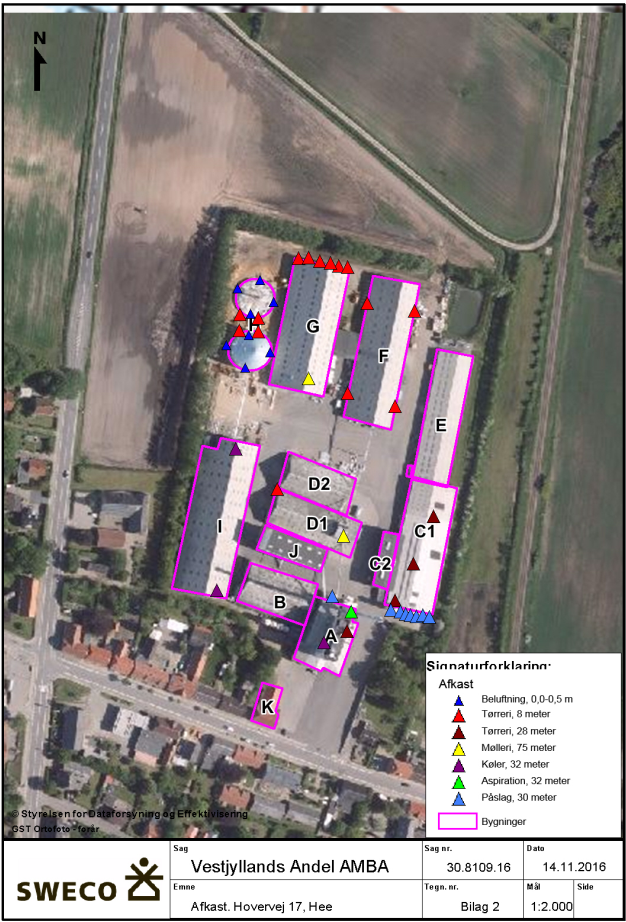 N
H
G
F
E
D2
D1
C1
I
J
C2
B
A
K
Signaturforklaring:
Afkast
Beluftning, 0,0-0,5 m
Tørreri, 8 meter
Tørreri, 28 meter
Mølleri, 75 meter
Køler, 32 meter
Aspiration, 32 meter
Påslag, 30 meter
Bygninger
© Styrelsen for Dataforsyning og Effektivisering
GST Ortofoto - forår
SWECO
Sag
Vestjyllands Andel AMBA
Sag nr.
30.8109.16
Dato
14.11.2016
Emne
Afkast. Hovervej 17, Hee
Tegn. nr.
Bilag 2
Mål
1:2.000
Side